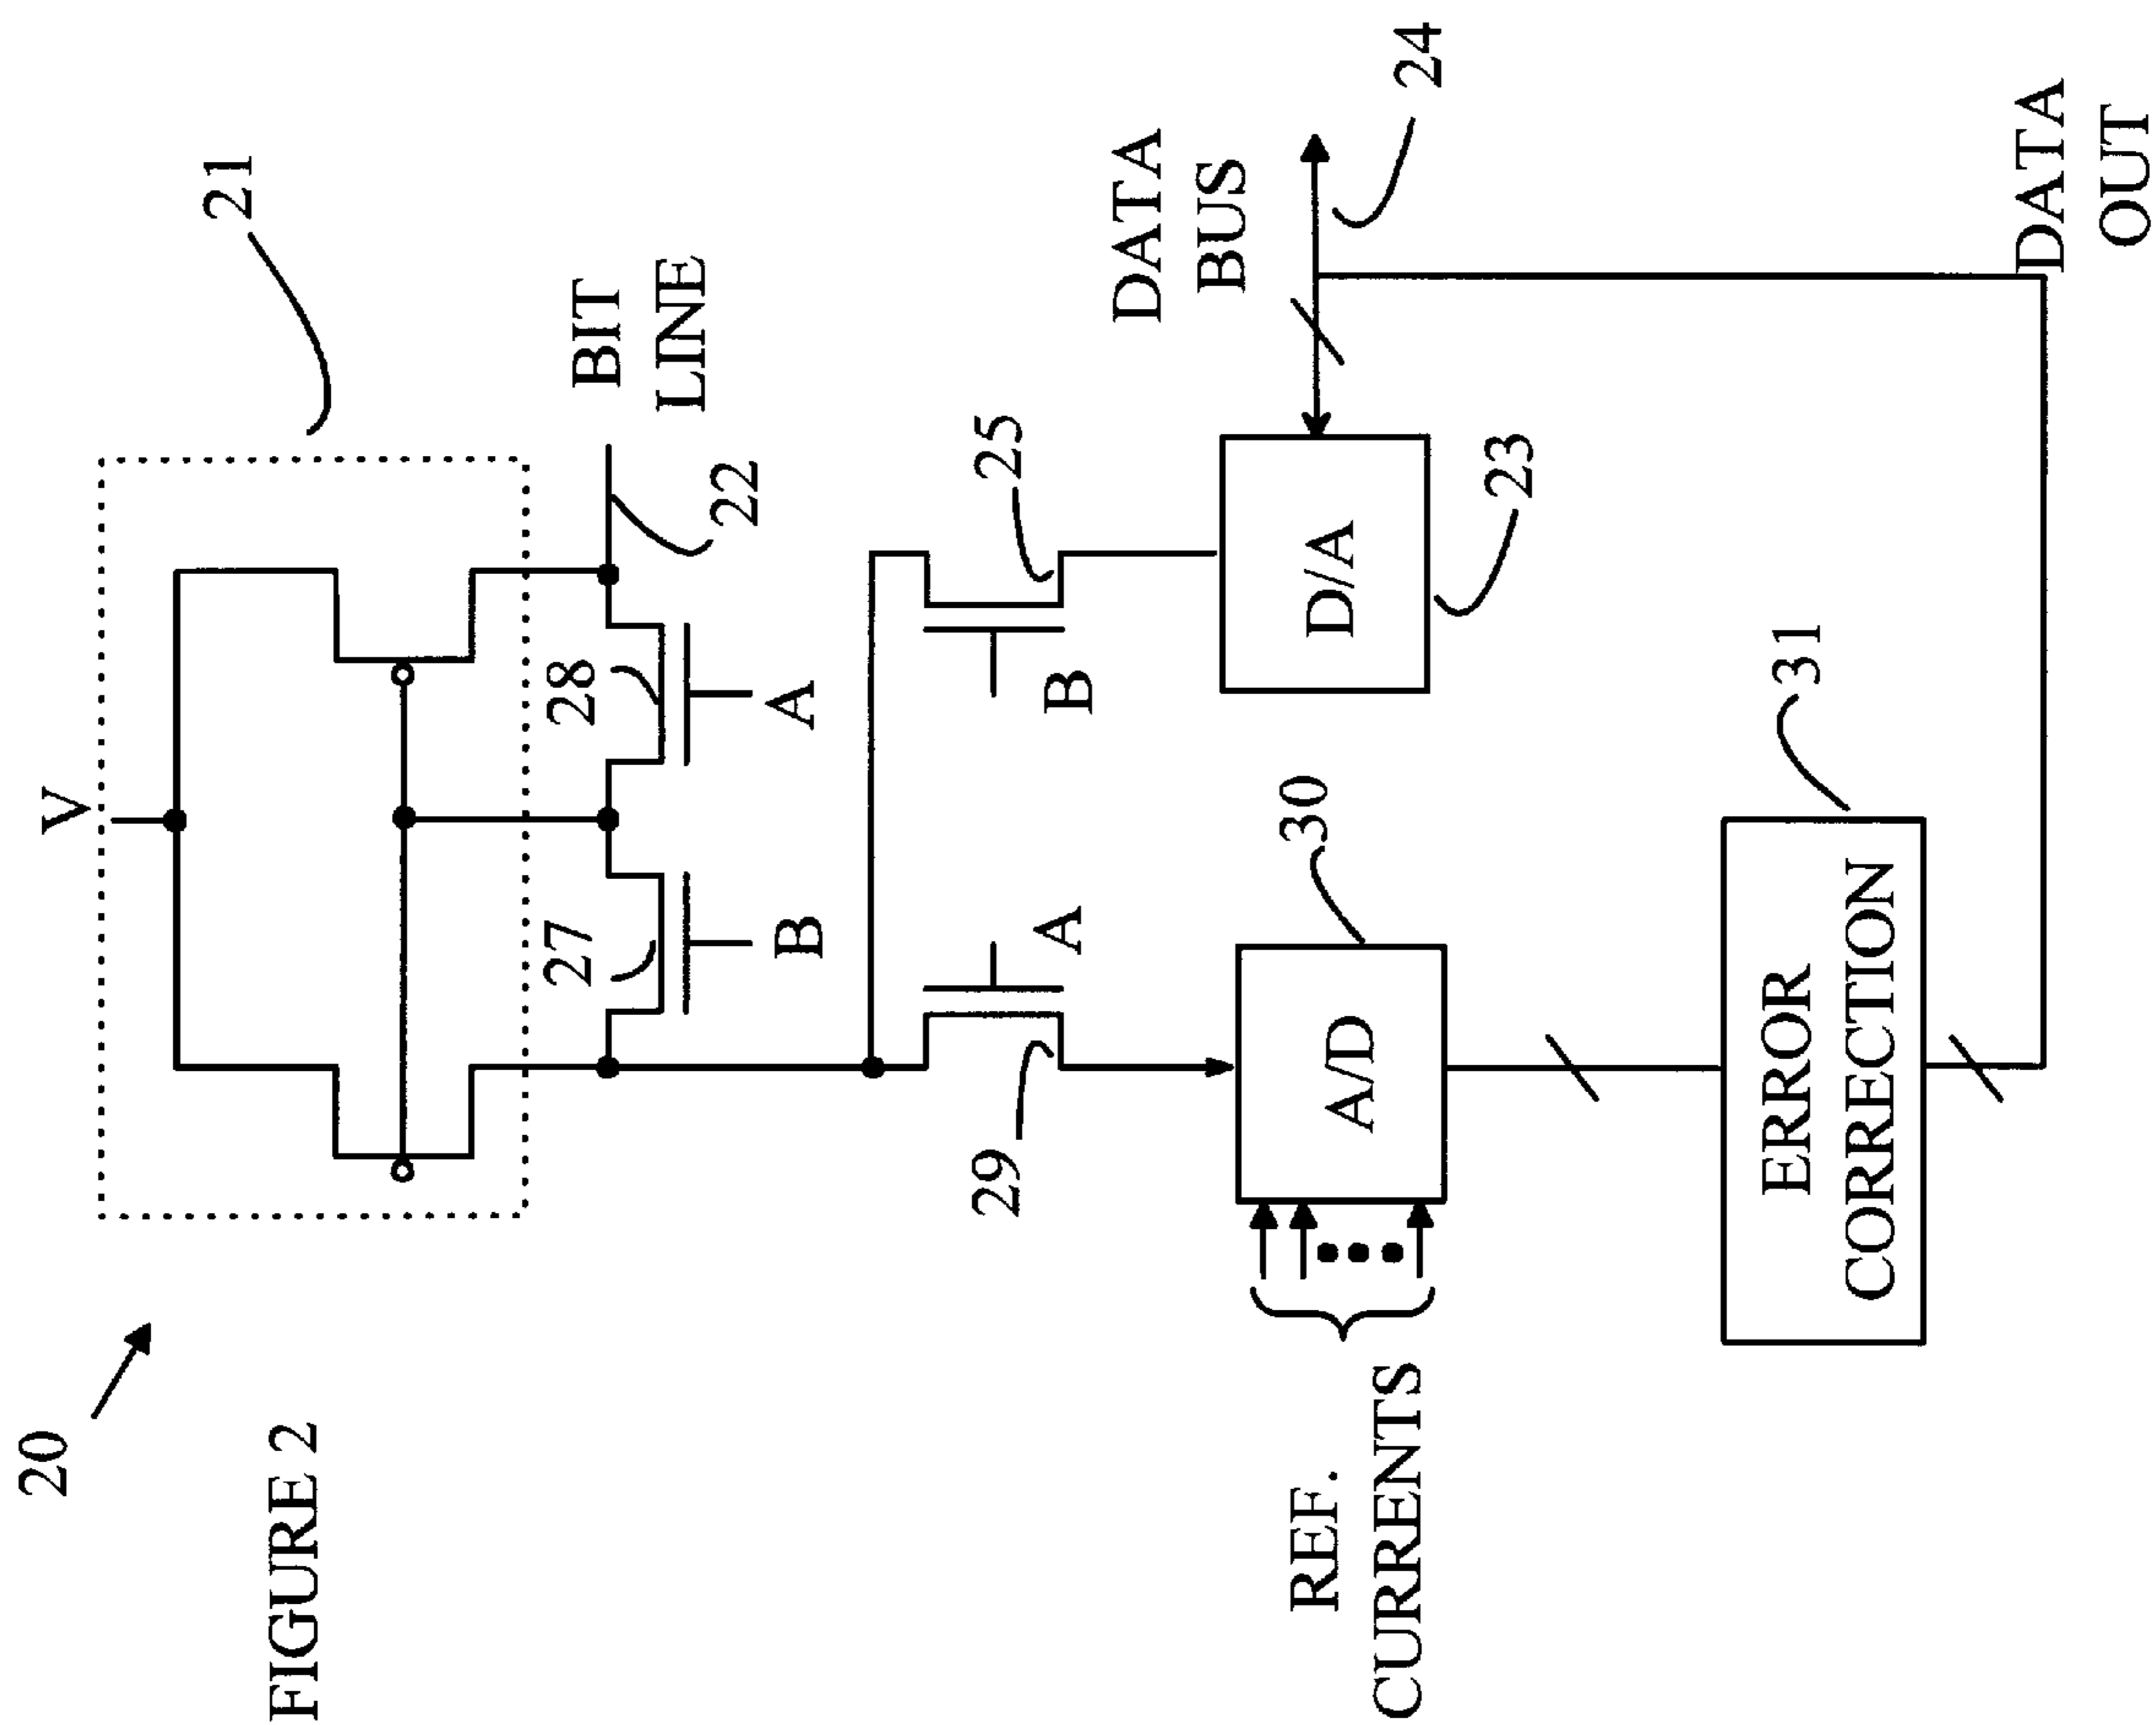 20
FIGURE 2
V
21
BIT
LINE
22
28
A
27
B
DATA
BUS
24
25
B
D/A
23
29
A
30
A/D
REF.
CURRENTS
31
ERROR
CORRECTION
DATA
OUT